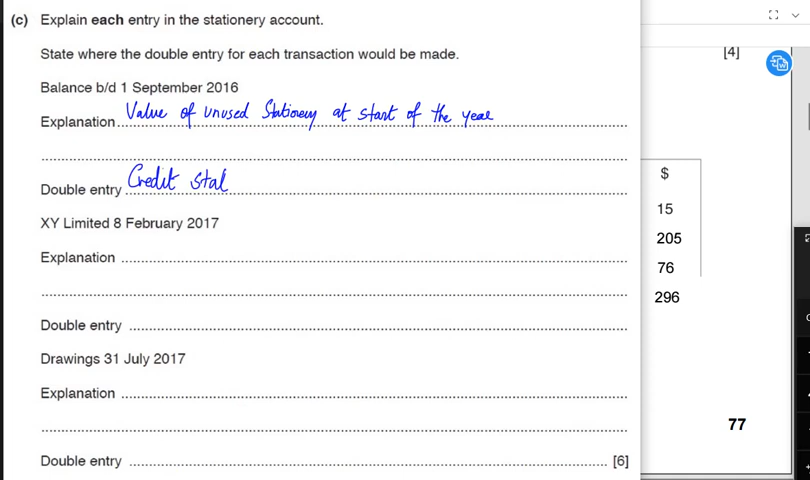 (c) Explain each entry in the stationery account.
[4]
State where the double entry for each transaction would be made.
Balance b/d 1 September 2016
Explanation Value of unused Stationery at start of the year
Double entry Credit Stal
$
15
205
76
296
XY Limited 8 February 2017
Explanation
Double entry
Drawings 31 July 2017
Explanation
77
Double entry [6]